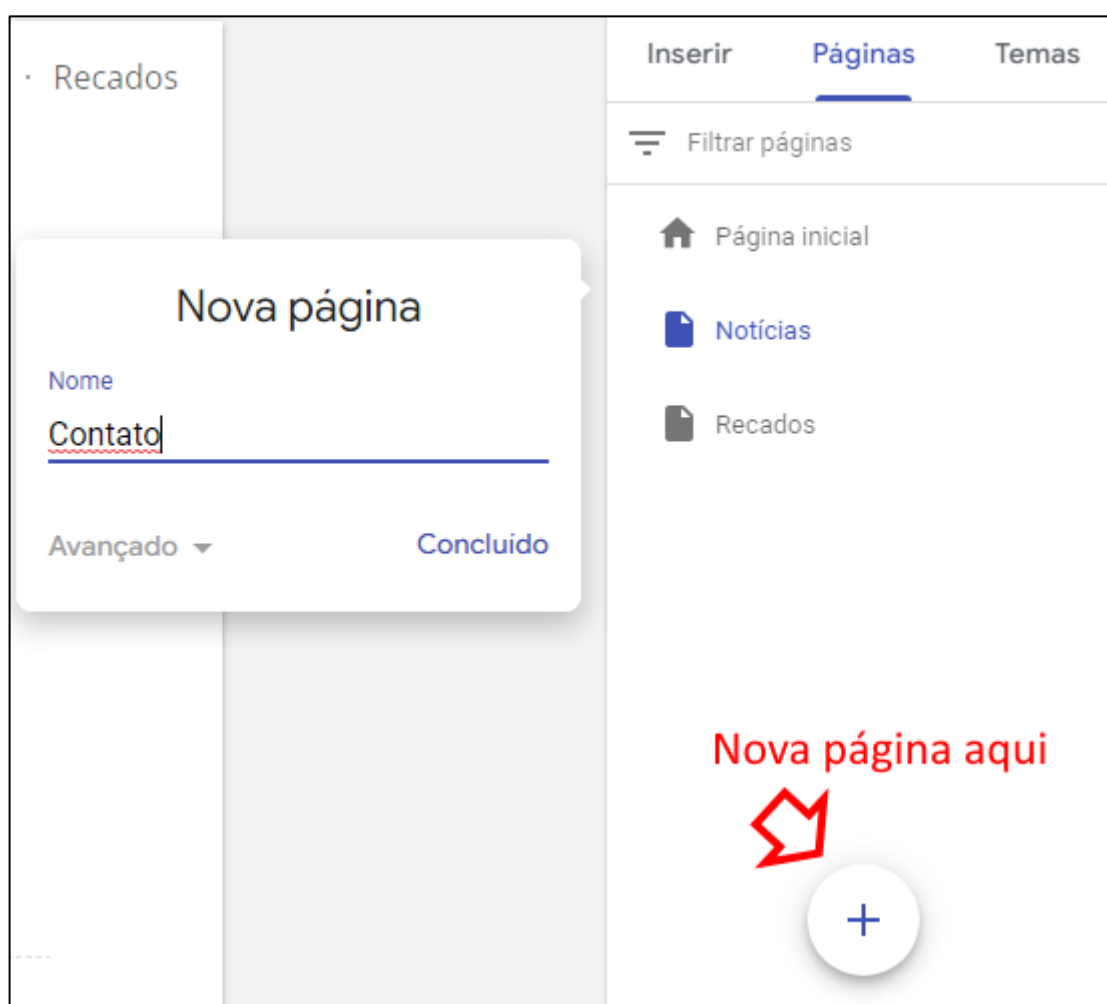 · Recados
Inserir Páginas Temas
Filtrar páginas
Página inicial
Notícias
Recados
Nova página
Nome
Contato
Avançado Concluído
Nova página aqui
+